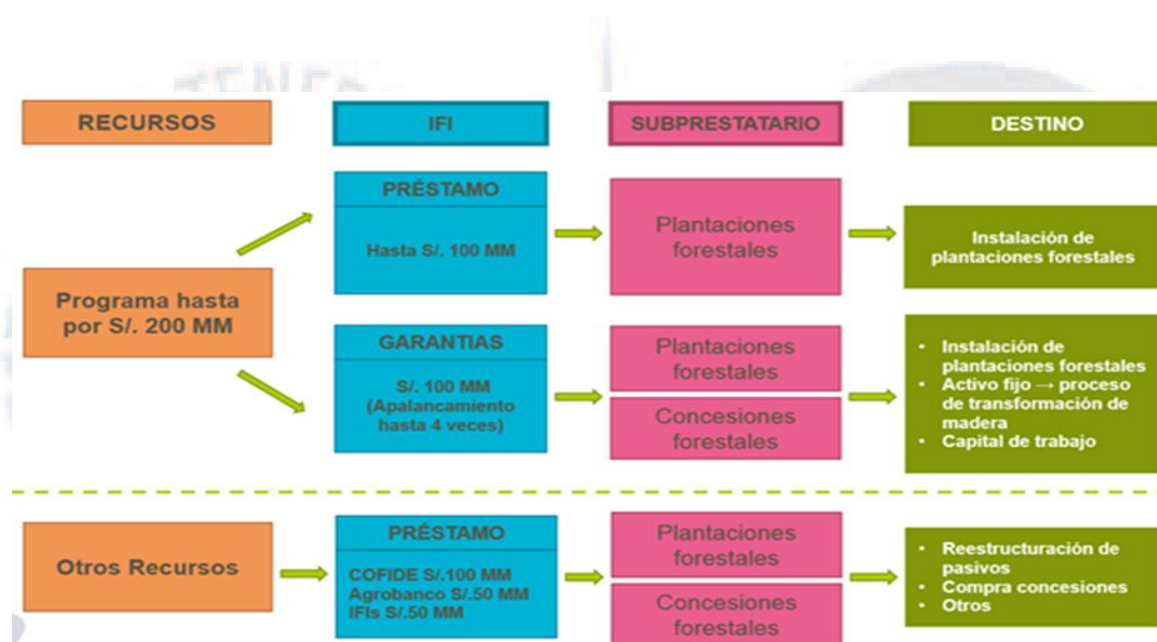 RECURSOS
IFI
SUBPRESTATARIO
DESTINO
Programa hasta
por S/. 200 MM
PRÉSTAMO
Hasta S/. 100 MM
Plantaciones
forestales
Instalación de
plantaciones forestales
GARANTIAS
S/. 100 MM
(Apalancamiento
hasta 4 veces)
Plantaciones
forestales
Concesiones
forestales
• Instalación de
plantaciones forestales
• Activo fijo → proceso
de transformación de
madera
• Capital de trabajo
Otros Recursos
PRÉSTAMO
COFIDE S/.100 MM
Agrobanco S/.50 MM
IFIs S/.50 MM
Plantaciones
forestales
Concesiones
forestales
• Reestructuración de
pasivos
• Compra concesiones
• Otros